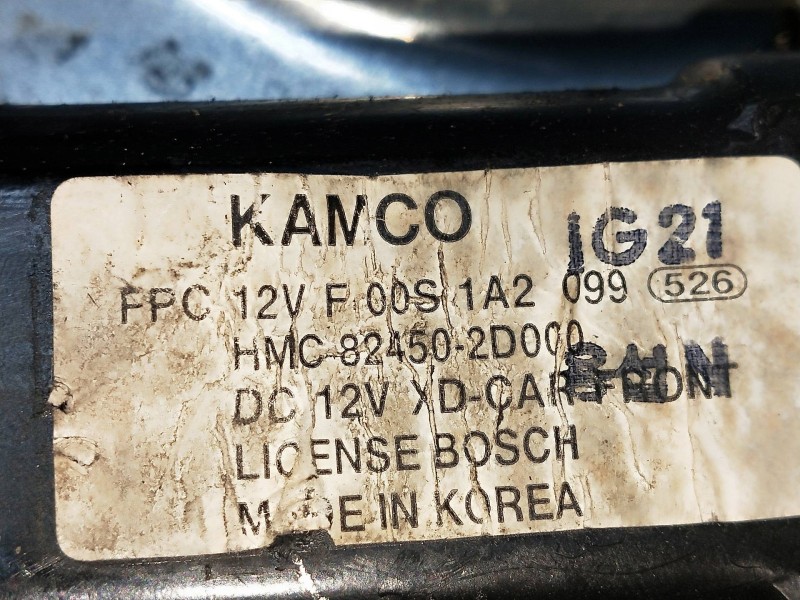 KAMCO
IG21
FPC 12V F 00S 1A2 099 526
HMC-82450-2D000
DC 12V XD-CAR FRONT
LICENSE BOSCH
MADE IN KOREA